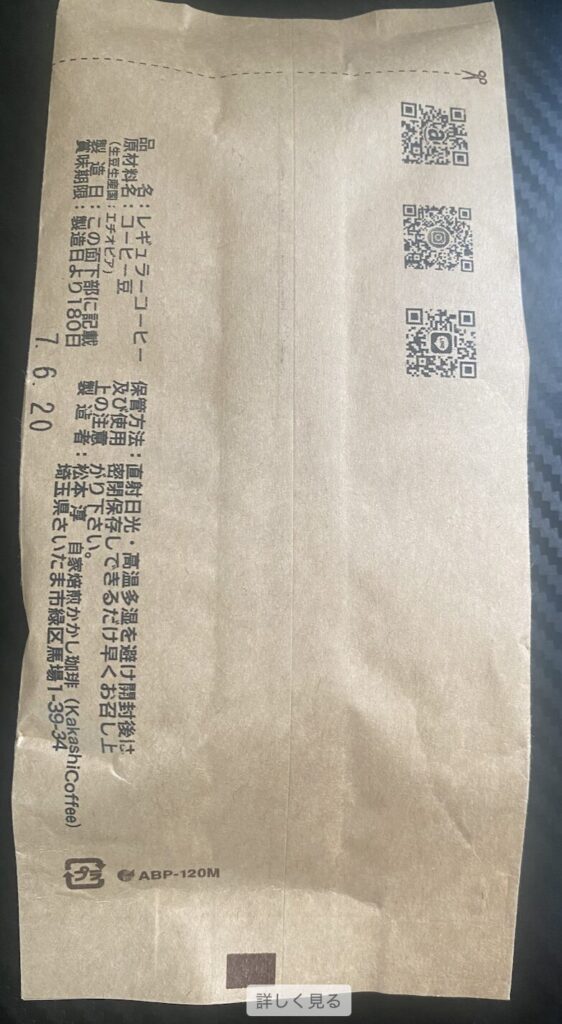 品　名：レギュラーコーヒー
原材料名：コーヒー豆
（生豆生産国：エチオピア）
製 造 日：この面下部に記載
賞味期限：製造日より180日
7. 6. 20
保管方法：直射日光・高温多湿を避け開封後は
及び使用　密閉保存しできるだけ早くお召し上
上の注意　がり下さい。
製 造 者：松本 淳　自家焙煎かかし珈琲（KakashiCoffee）
埼玉県さいたま市緑区馬場1-39-34
プラ
ABP-120M
a
詳しく見る